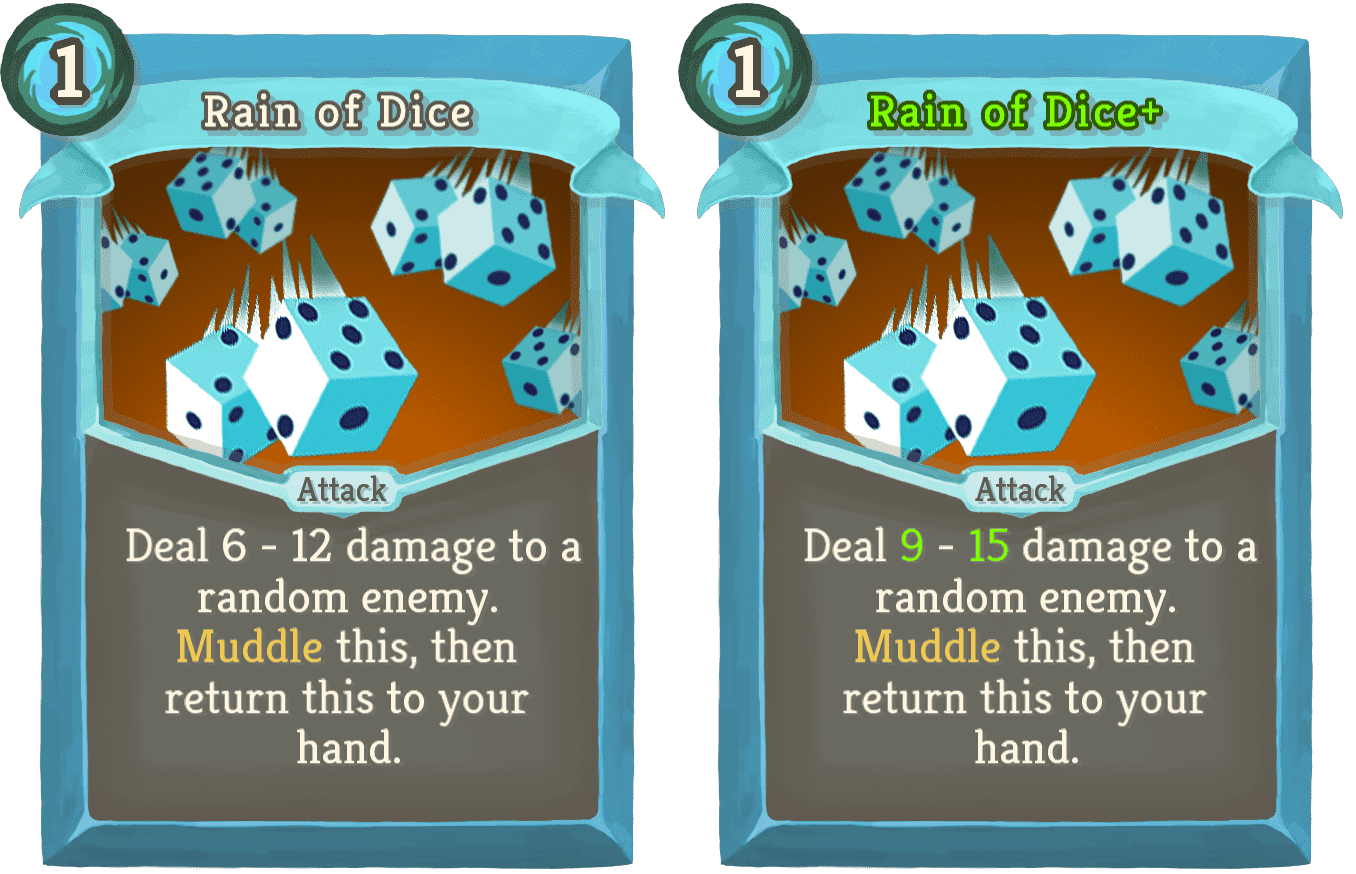 1
Rain of Dice
Attack
Deal 6 - 12 damage to a
random enemy.
Muddle this, then
return this to your
hand.
1
Rain of Dice+
Attack
Deal 9 - 15 damage to a
random enemy.
Muddle this, then
return this to your
hand.